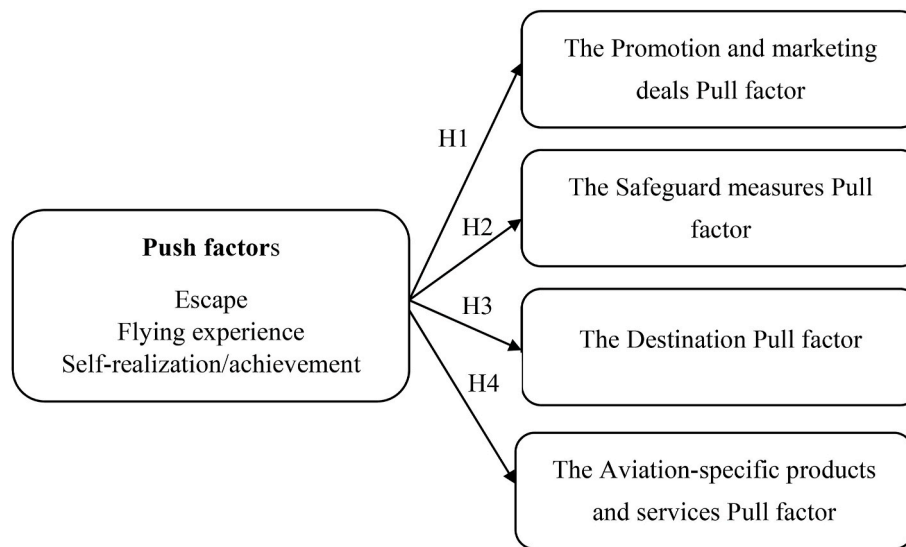 The Promotion and marketing
deals Pull factor
H1
The Safeguard measures Pull
factor
H2
Push factors
Escape
Flying experience
Self-realization/achievement
H3
The Destination Pull factor
H4
The Aviation-specific products
and services Pull factor